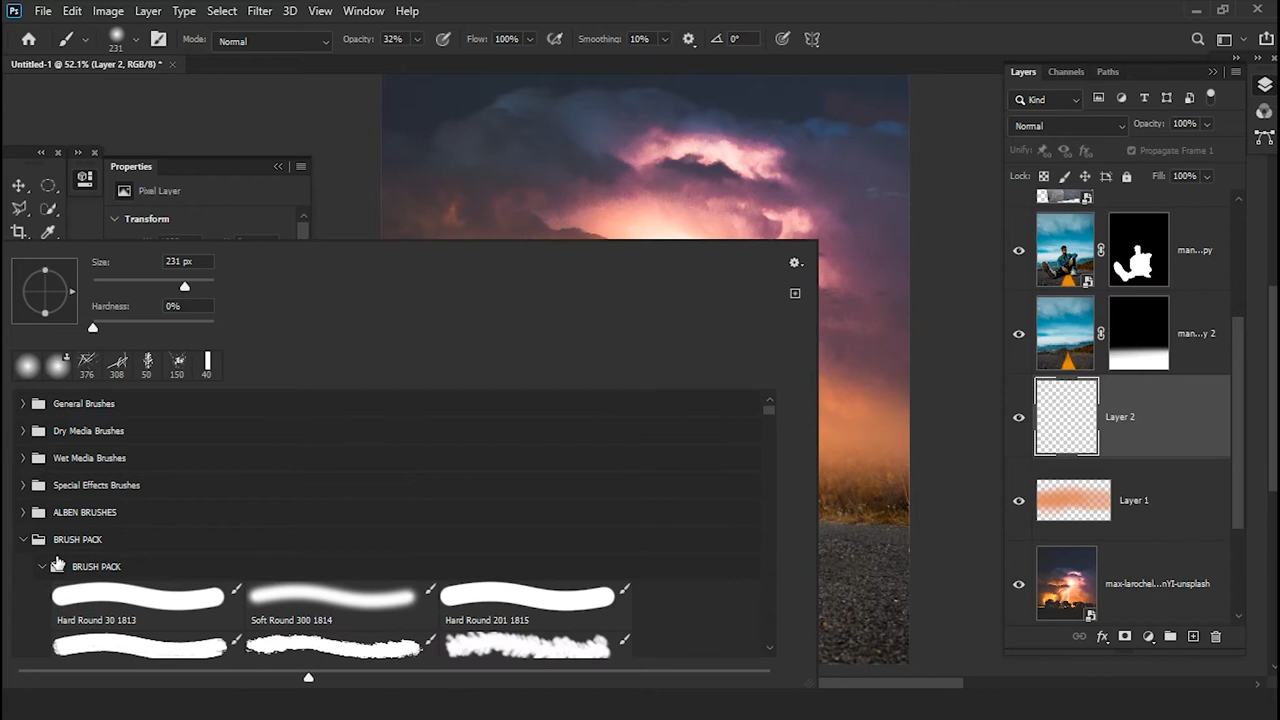 Ps File Edit Image Layer Type Select Filter 3D View Window Help
231 Mode: Normal Opacity: 32% Flow: 100% Smoothing: 10% 0°
Untitled-1 @ 52.1% (Layer 2, RGB/8) *
Layers Channels Paths
Kind
Normal Opacity: 100%
Unify: Propagate Frame 1
Lock: Fill: 100%
Properties
Pixel Layer
Transform
Size: 231 px
Hardness: 0%
376 308 50 150 40
General Brushes
Dry Media Brushes
Wet Media Brushes
Special Effects Brushes
ALBEN BRUSHES
BRUSH PACK
BRUSH PACK
Hard Round 30 1813 Soft Round 300 1814 Hard Round 201 1815
man...py
man...y 2
Layer 2
Layer 1
max-larochel...nYI-unsplash
fx